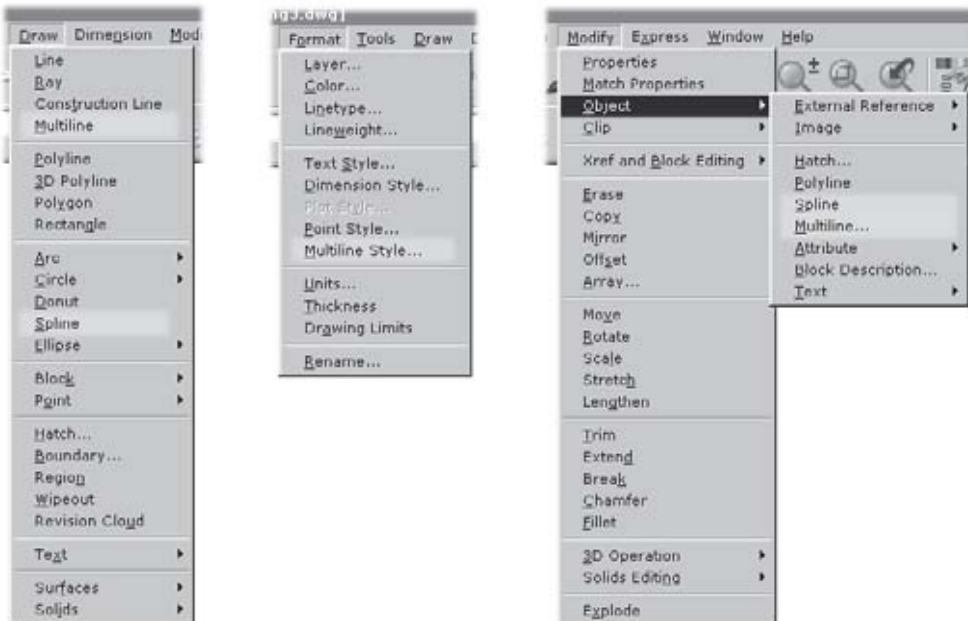 Draw Dimension Mod
Line
Ray
Construction Line
Multiline
Polyline
3D Polyline
Polygon
Rectangle
Arc
Circle
Donut
Spline
Ellipse
Block
Point
Hatch...
Boundary...
Region
Wipeout
Revision Cloud
Text
Surfaces
Solids
ng3.dwg]
Format Tools Draw D
Layer...
Color...
Linetype...
Lineweight...
Text Style...
Dimension Style...
Plot Style...
Point Style...
Multiline Style...
Units...
Thickness
Drawing Limits
Rename...
Modify Express Window Help
Properties
Match Properties
Object
Clip
Xref and Block Editing
Erase
Copy
Mirror
Offset
Array...
Move
Rotate
Scale
Stretch
Lengthen
Trim
Extend
Break
Chamfer
Fillet
3D Operation
Solids Editing
Explode
External Reference
Image
Hatch...
Polyline
Spline
Multiline...
Attribute
Block Description...
Text